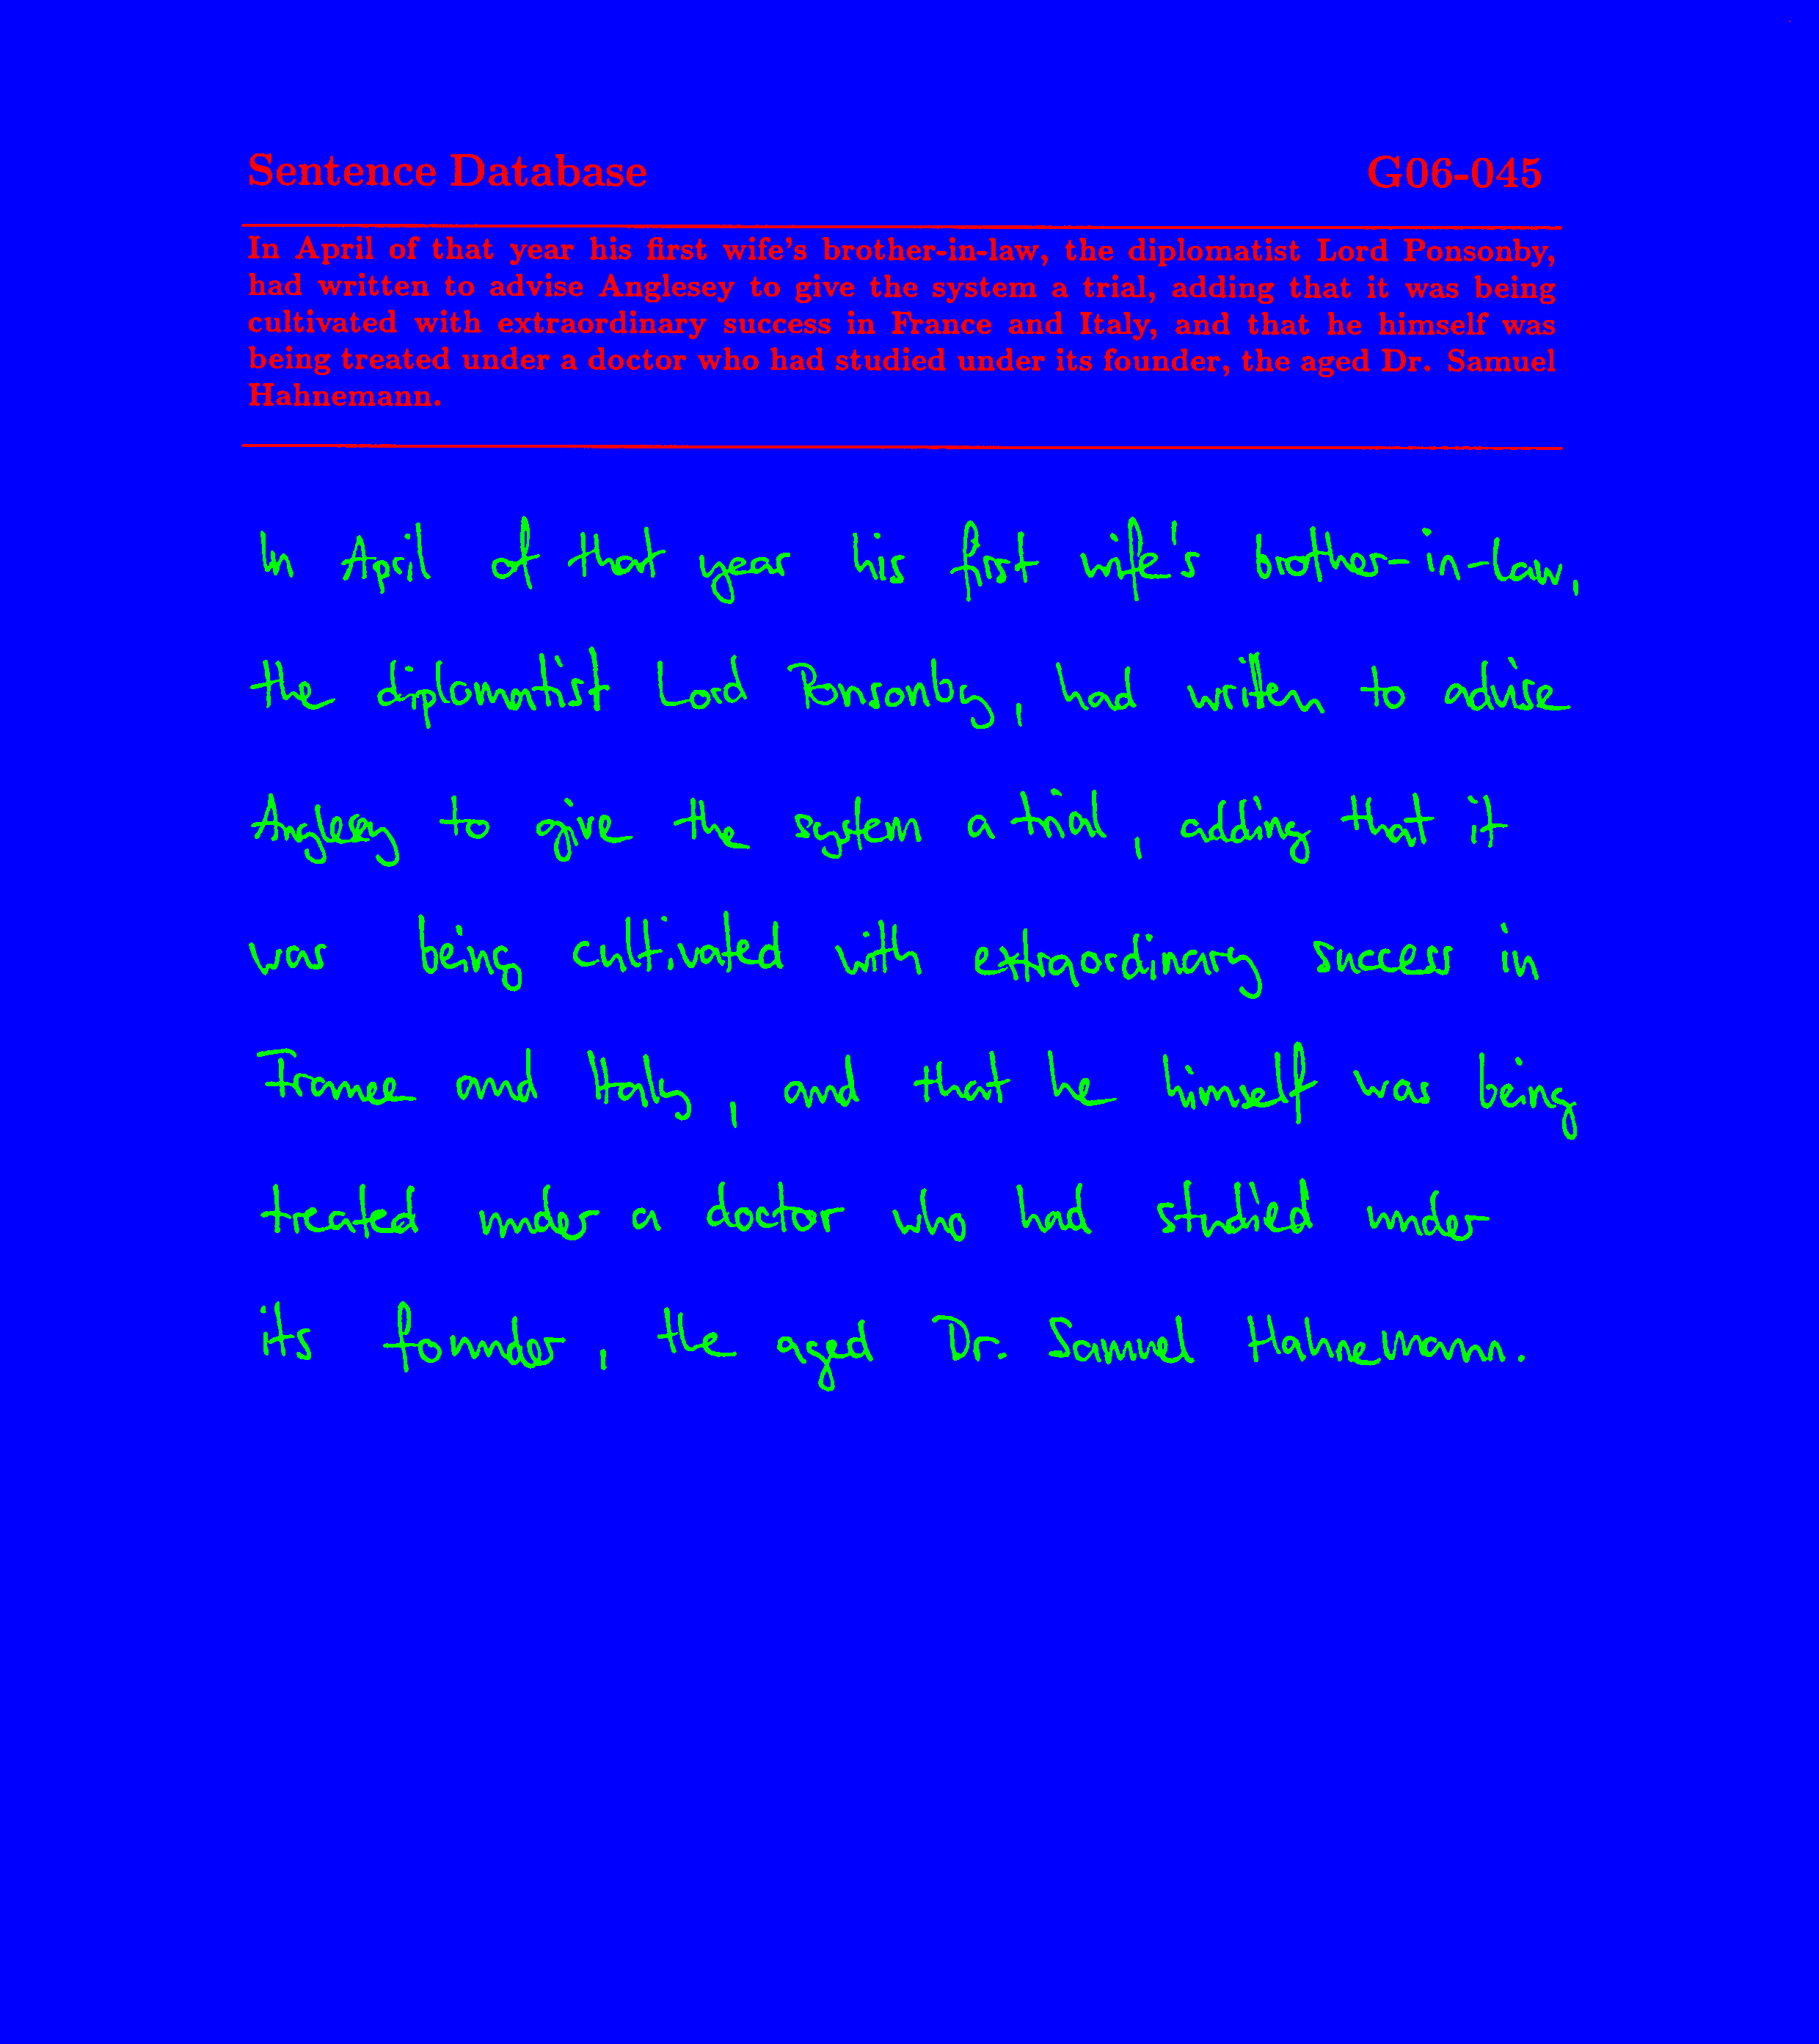 Sentence Database G06-045
In April of that year his first wife's brother-in-law, the diplomatist Lord Ponsonby,
had written to advise Anglesey to give the system a trial, adding that it was being
cultivated with extraordinary success in France and Italy, and that he himself was
being treated under a doctor who had studied under its founder, the aged Dr. Samuel
Hahnemann.
In April of that year his first wife's brother-in-law,
the diplomatist Lord Ponsonby, had written to advise
Anglesey to give the system a trial, adding that it
was being cultivated with extraordinary success in
France and Italy, and that he himself was being
treated under a doctor who had studied under
its founder, the aged Dr. Samuel Hahnemann.